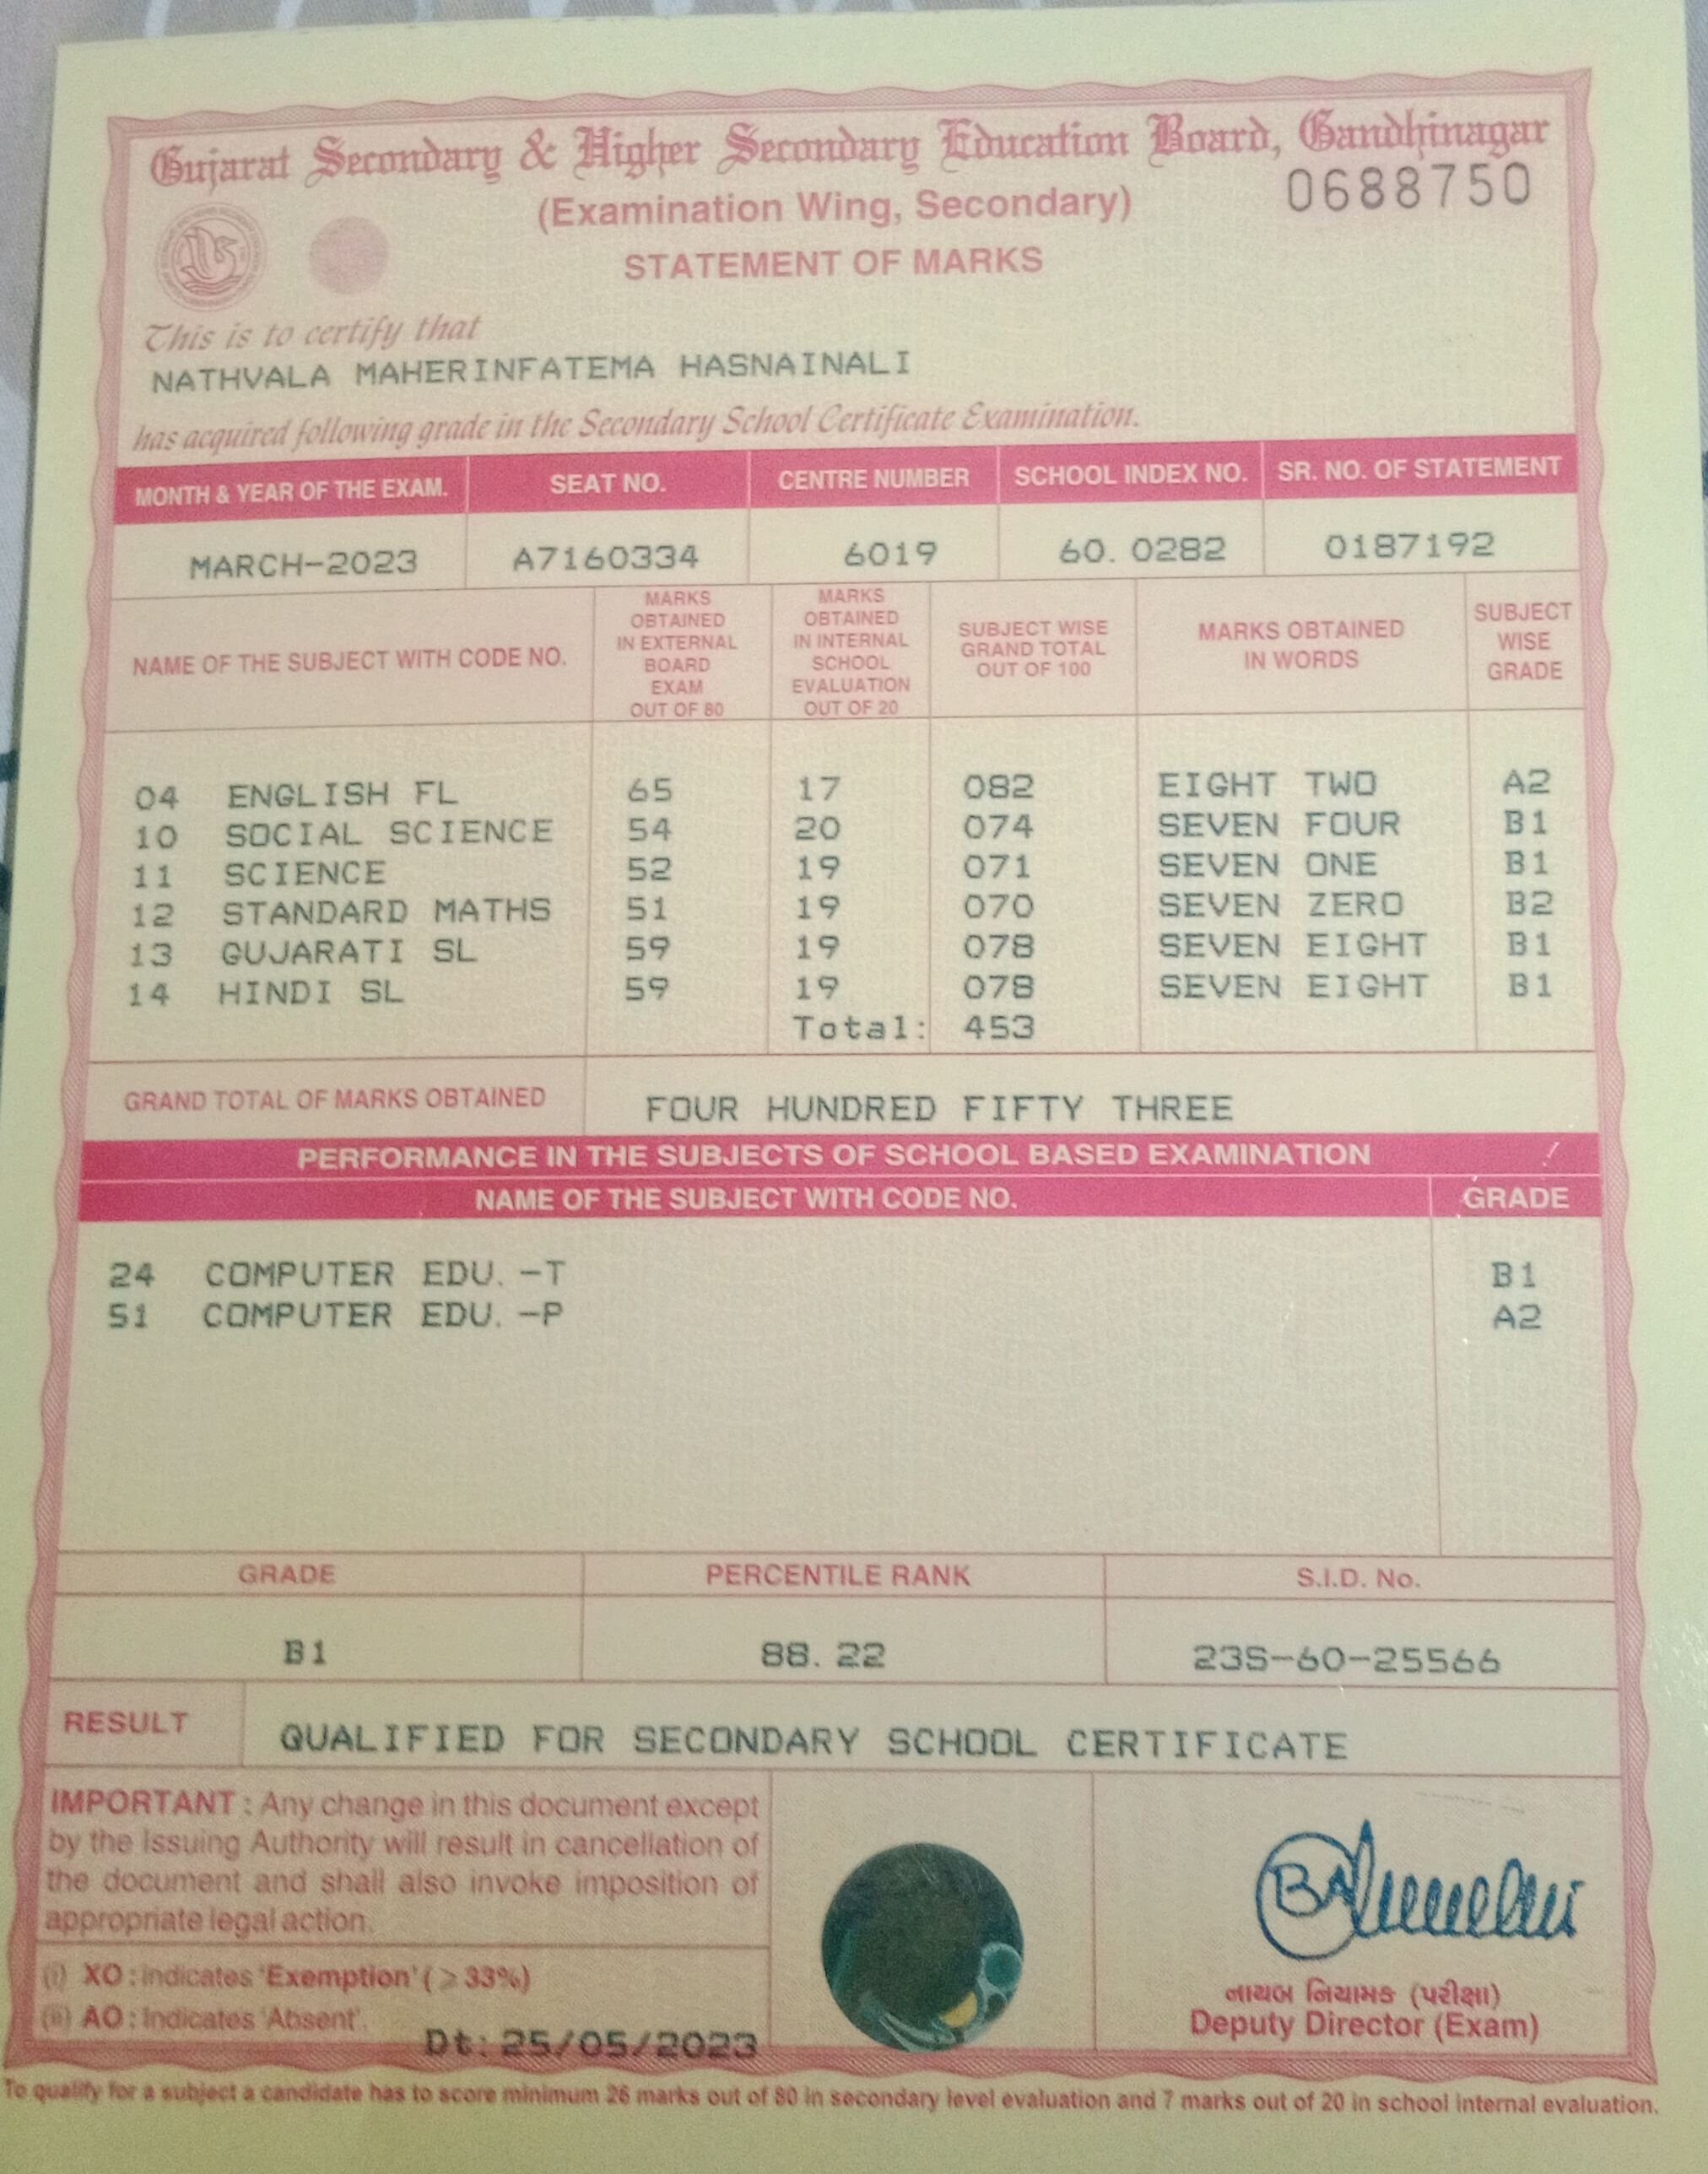 Gujarat Secondary & Higher Secondary Education Board, Gandhinagar
0688750
(Examination Wing, Secondary)
STATEMENT OF MARKS
This is to certify that
NATHVALA MAHERINFATEMA HASNAINALI
has acquired following grade in the Secondary School Certificate Examination.
MONTH & YEAR OF THE EXAM. SEAT NO. CENTRE NUMBER SCHOOL INDEX NO. SR. NO. OF STATEMENT
MARCH-2023 A7160334 6019 60.0282 0187192
NAME OF THE SUBJECT WITH CODE NO.
MARKS
OBTAINED
IN EXTERNAL
BOARD
EXAM
OUT OF 80
MARKS
OBTAINED
IN INTERNAL
SCHOOL
EVALUATION
OUT OF 20
SUBJECT WISE
GRAND TOTAL
OUT OF 100
MARKS OBTAINED
IN WORDS
SUBJECT
WISE
GRADE
04 ENGLISH FL 65 17 082 EIGHT TWO A2
10 SOCIAL SCIENCE 54 20 074 SEVEN FOUR B1
11 SCIENCE 52 19 071 SEVEN ONE B1
12 STANDARD MATHS 51 19 070 SEVEN ZERO B2
13 GUJARATI SL 59 19 078 SEVEN EIGHT B1
14 HINDI SL 59 19 078 SEVEN EIGHT B1
Total: 453
GRAND TOTAL OF MARKS OBTAINED FOUR HUNDRED FIFTY THREE
PERFORMANCE IN THE SUBJECTS OF SCHOOL BASED EXAMINATION
NAME OF THE SUBJECT WITH CODE NO. GRADE
24 COMPUTER EDU.-T B1
51 COMPUTER EDU.-P A2
GRADE PERCENTILE RANK S.I.D. No.
B1 88.22 23S-60-25566
RESULT QUALIFIED FOR SECONDARY SCHOOL CERTIFICATE
IMPORTANT : Any change in this document except
by the Issuing Authority will result in cancellation of
the document and shall also invoke imposition of
appropriate legal action.
(i) XO : Indicates 'Exemption' ( ≥ 33%)
(ii) AO : Indicates 'Absent'.
Dt: 25/05/2023
નાયબ નિયામક (પરીક્ષા)
Deputy Director (Exam)
To qualify for a subject a candidate has to score minimum 26 marks out of 80 in secondary level evaluation and 7 marks out of 20 in school internal evaluation.